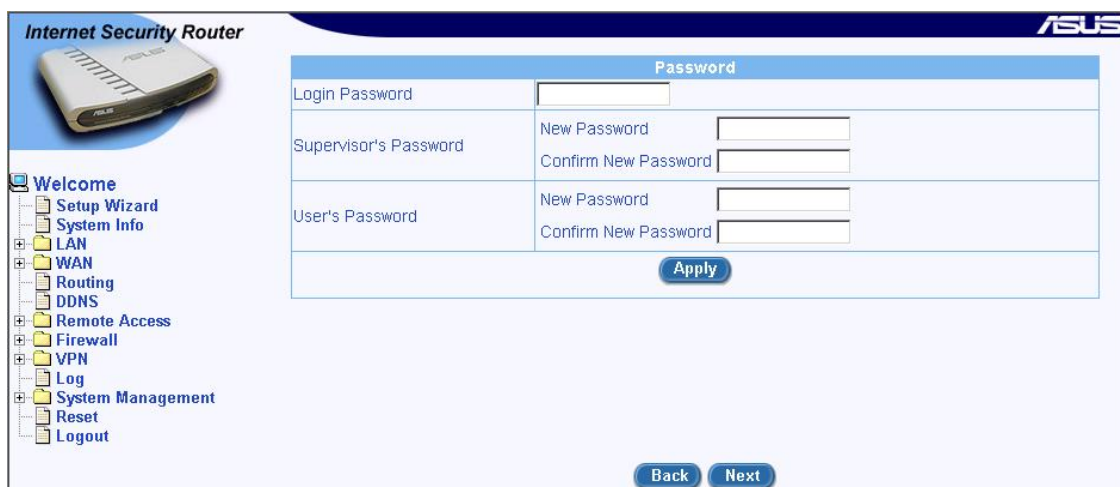 Internet Security Router
ASUS
ASUS
ASUS
Password
Login Password
Supervisor's Password
New Password
Confirm New Password
User's Password
New Password
Confirm New Password
Apply
Welcome
Setup Wizard
System Info
LAN
WAN
Routing
DDNS
Remote Access
Firewall
VPN
Log
System Management
Reset
Logout
Back
Next